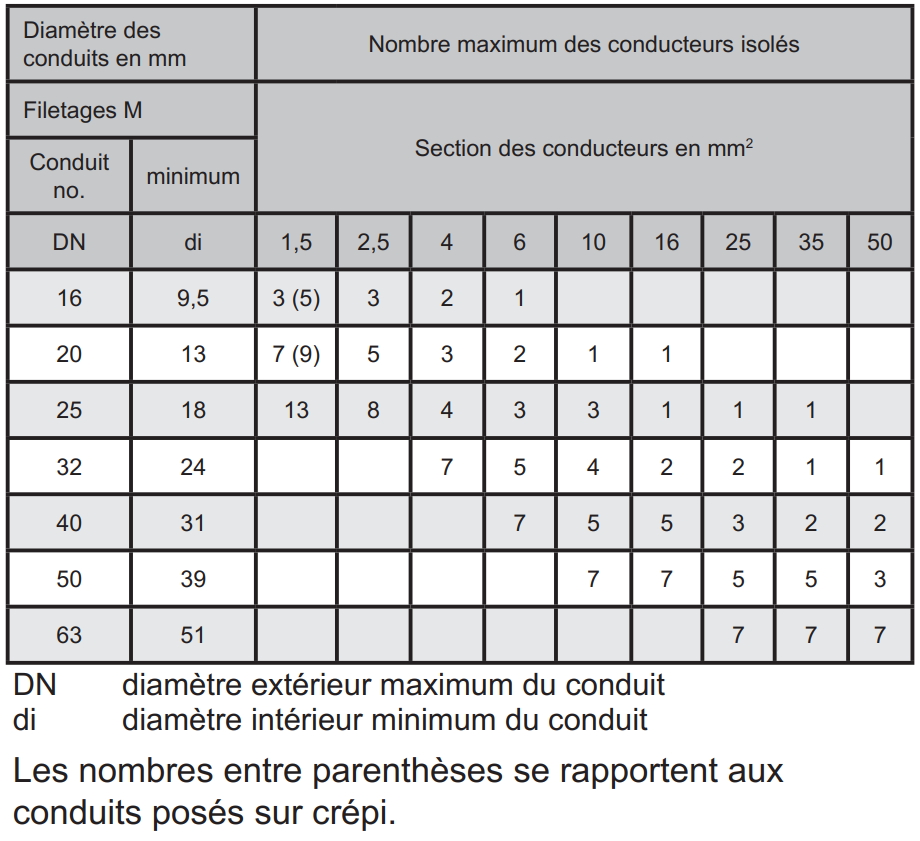 Diamètre des
conduits en mm
Nombre maximum des conducteurs isolés
Filetages M
Section des conducteurs en mm²
Conduit
no.
minimum
DN di 1,5 2,5 4 6 10 16 25 35 50
16 9,5 3 (5) 3 2 1
20 13 7 (9) 5 3 2 1 1
25 18 13 8 4 3 3 1 1 1
32 24 7 5 4 2 2 1 1
40 31 7 5 5 3 2 2
50 39 7 7 5 5 3
63 51 7 7 7
DN diamètre extérieur maximum du conduit
di diamètre intérieur minimum du conduit
Les nombres entre parenthèses se rapportent aux
conduits posés sur crépi.